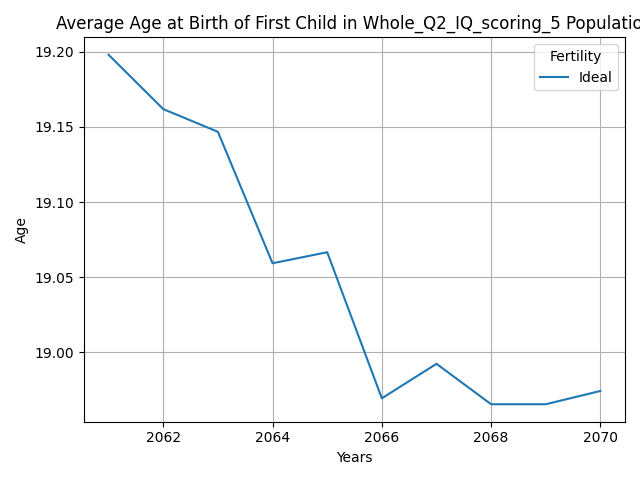 Average Age at Birth of First Child in Whole_Q2_IQ_scoring_5 Populatio
19.20
19.15
19.10
19.05
19.00
Age
Fertility
Ideal
2062 2064 2066 2068 2070
Years